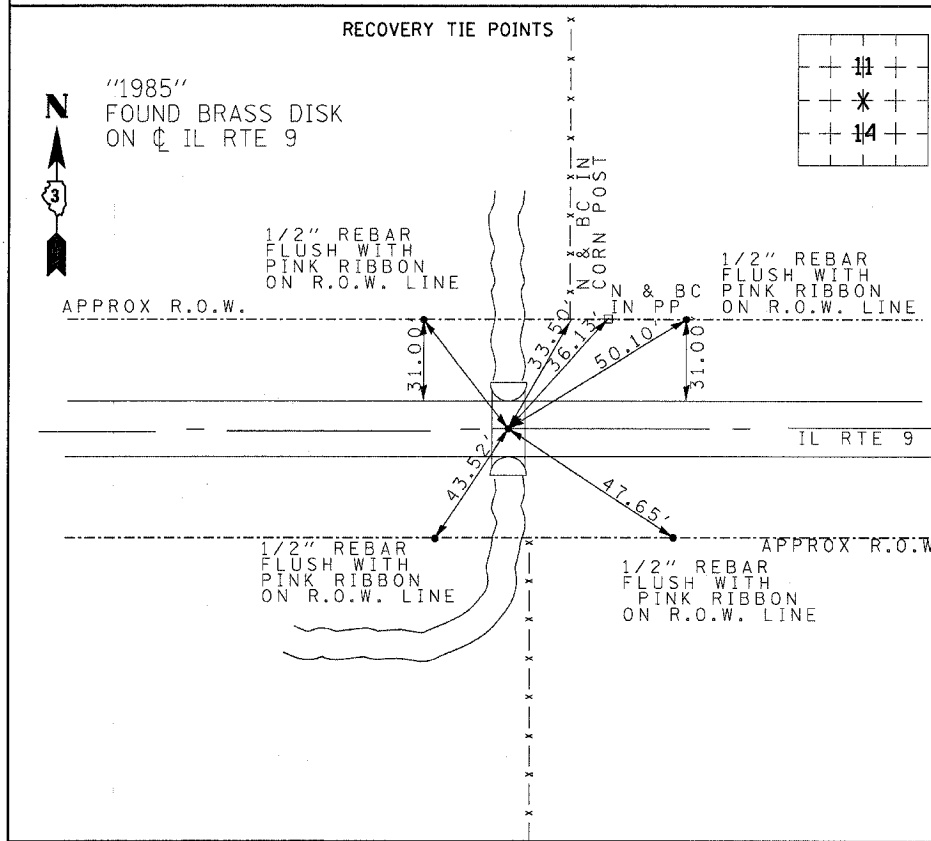 RECOVERY TIE POINTS
"1985"
FOUND BRASS DISK
ON ℄ IL RTE 9
N
3
11
14
N & BC IN
CORN POST
1/2" REBAR
FLUSH WITH
PINK RIBBON
ON R.O.W. LINE
N & BC
IN PP
1/2" REBAR
FLUSH WITH
PINK RIBBON
ON R.O.W. LINE
APPROX R.O.W.
31.00
33.50'
36.13'
50.10'
31.00
IL RTE 9
43.52'
47.65'
APPROX R.O.W
1/2" REBAR
FLUSH WITH
PINK RIBBON
ON R.O.W. LINE
1/2" REBAR
FLUSH WITH
PINK RIBBON
ON R.O.W. LINE